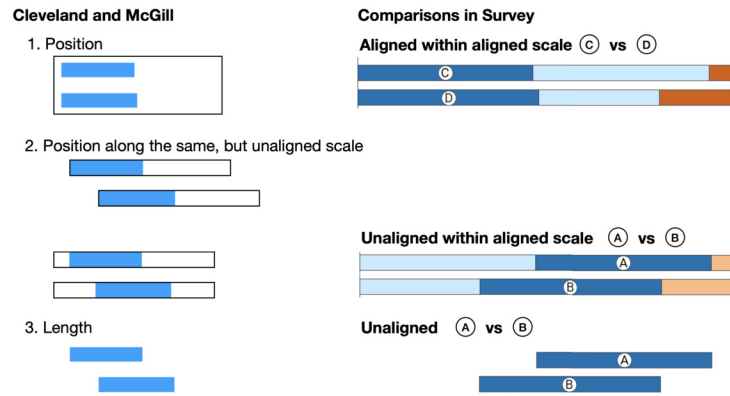 Cleveland and McGill
Comparisons in Survey
1. Position
Aligned within aligned scale C vs D
C
D
2. Position along the same, but unaligned scale
Unaligned within aligned scale A vs B
A
B
3. Length
Unaligned A vs B
A
B